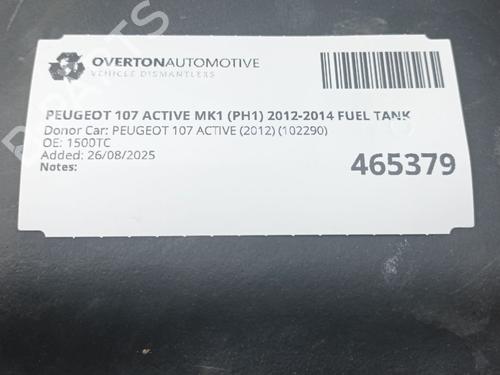 OVERTONAUTOMOTIVE
VEHICLE DISMANTLERS
PEUGEOT 107 ACTIVE MK1 (PH1) 2012-2014 FUEL TANK
Donor Car: PEUGEOT 107 ACTIVE (2012) (102290)
OE: 1500TC
Added: 26/08/2025
Notes:
465379